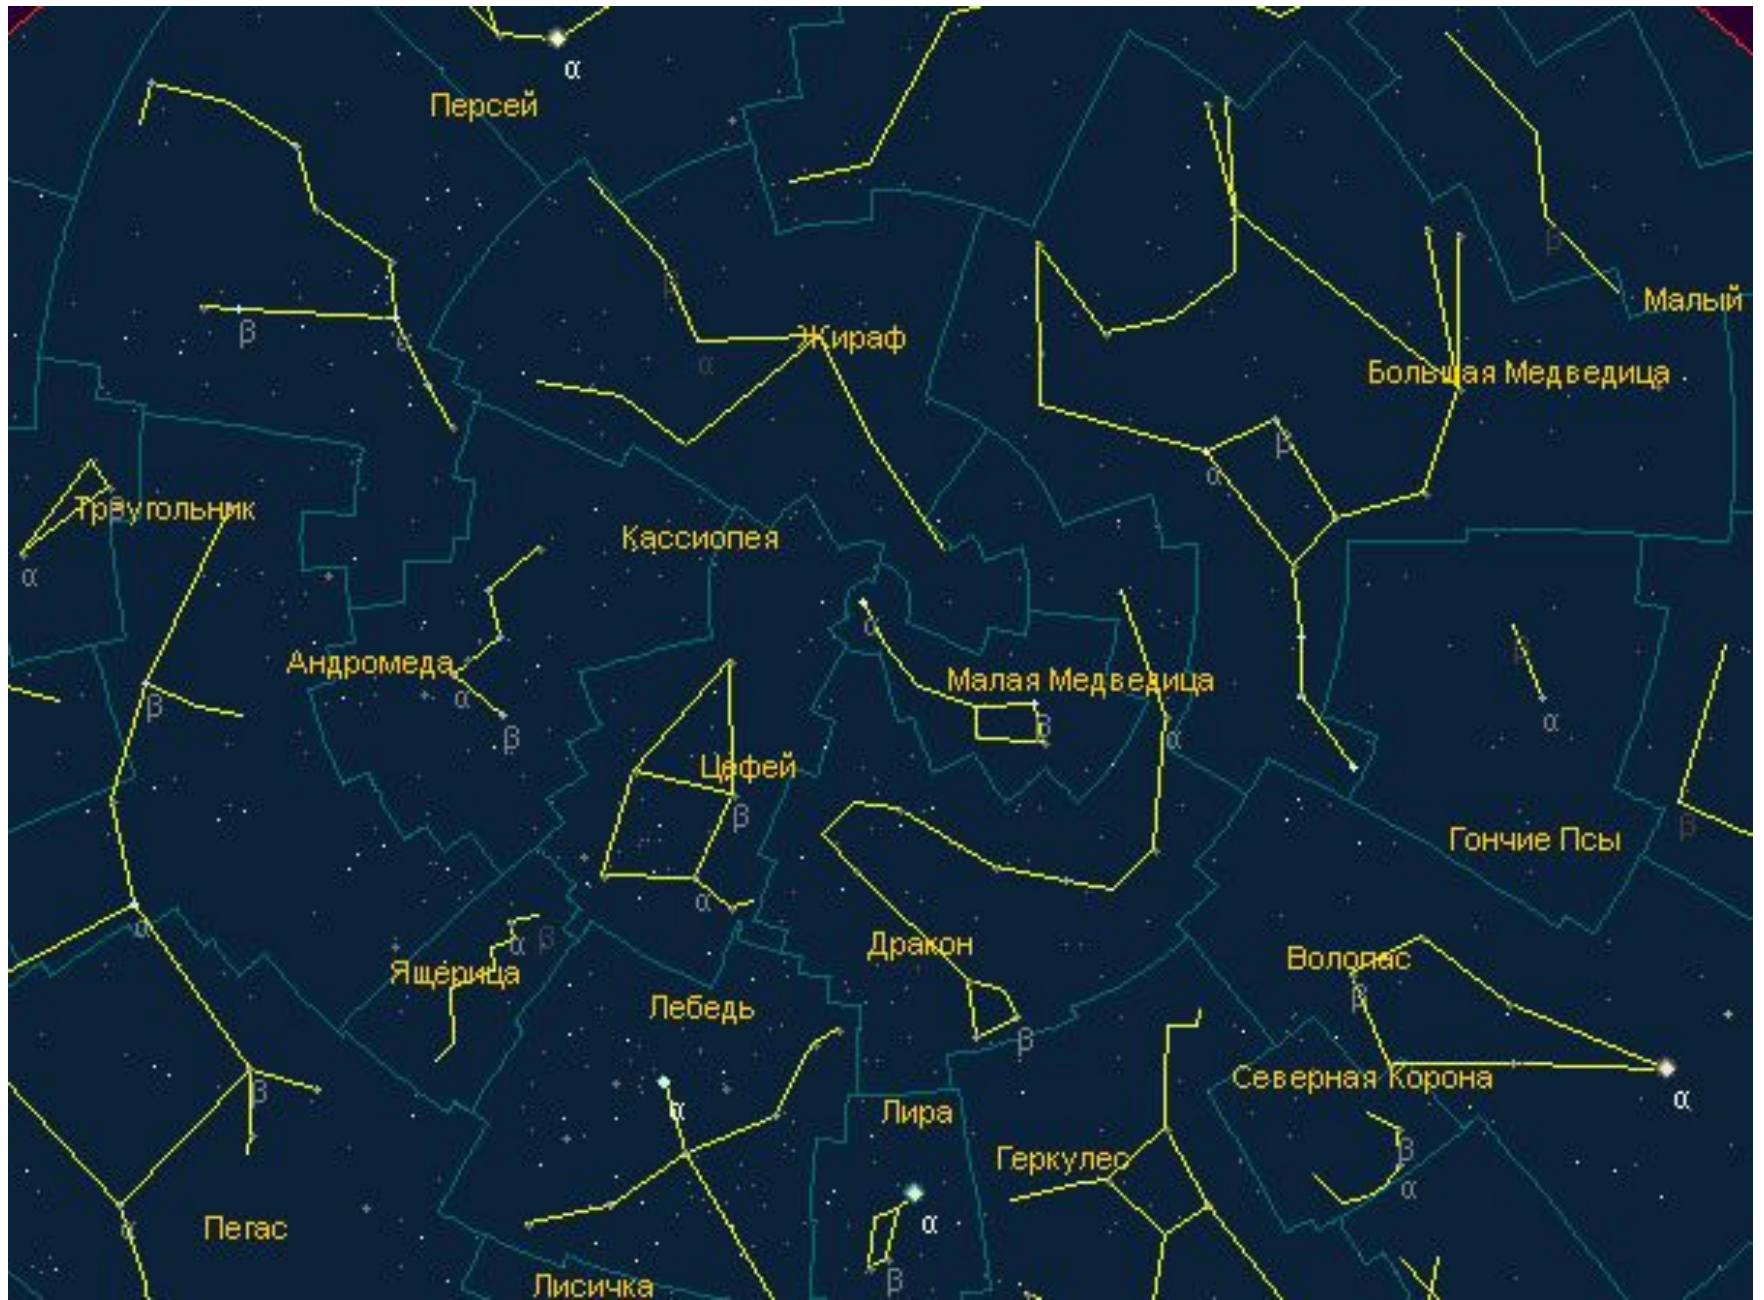 α
Персей
β
Малый
β
α
β
Жираф
α
Большая Медведица
β
α
Треугольник
β
α
Кассиопея
α
β
Андромеда
α
β
Малая Медведица
β
α
β
α
Цефей
β
β
Гончие Псы
α
α
Дракон
Волопас
α
β
Ящерица
β
Лебедь
β
Северная Корона
β
α
α
Лира
Геркулес
β
α
α
Пегас
α
β
Лисичка